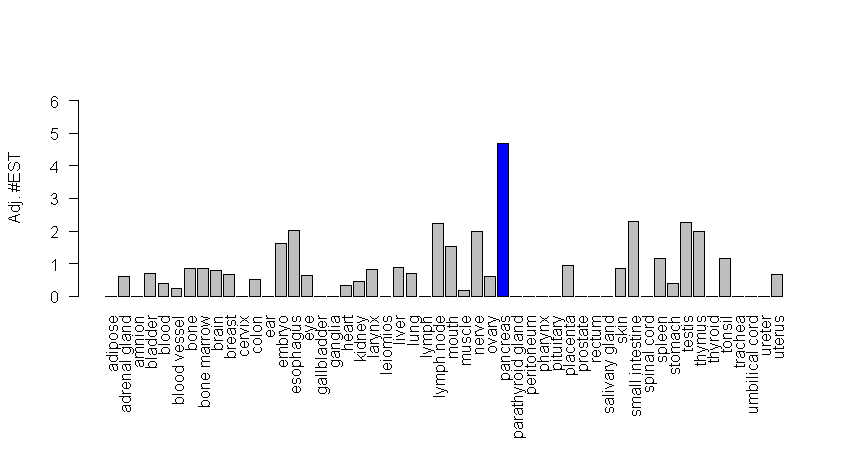 Adj. #EST
6
5
4
3
2
1
0
adipose
adrenal gland
amnion
bladder
blood
blood vessel
bone
bone marrow
brain
breast
cervix
colon
ear
embryo
esophagus
eye
gallbladder
ganglia
heart
kidney
larynx
leiomios
liver
lung
lymph
lymph node
mouth
muscle
nerve
ovary
pancreas
parathyroid gland
peritoneum
pharynx
pituitary
placenta
prostate
rectum
salivary gland
skin
small intestine
spinal cord
spleen
stomach
testis
thymus
thyroid
tonsil
trachea
umbilical cord
ureter
uterus